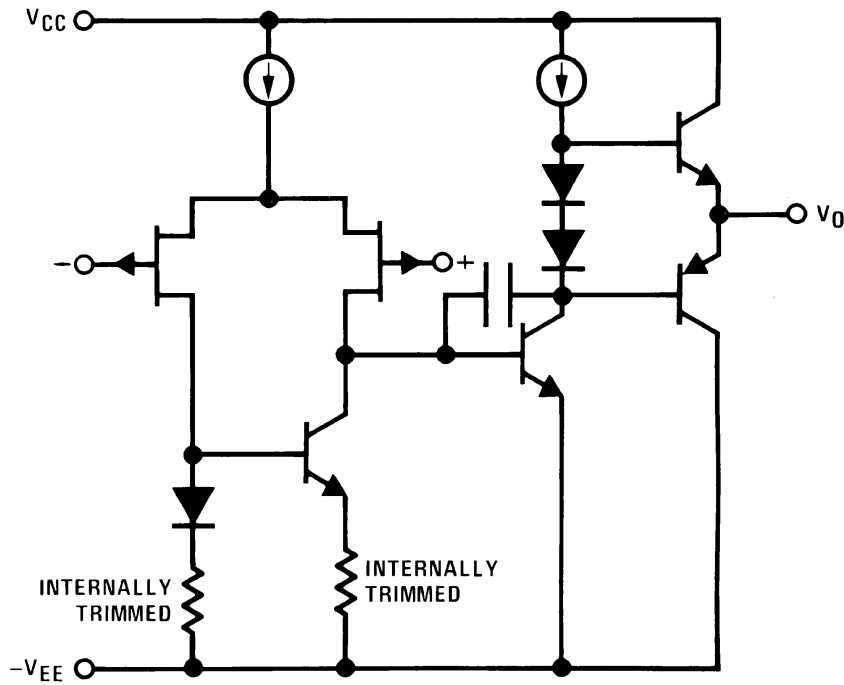 VCC
−
+
VO
INTERNALLY
TRIMMED
INTERNALLY
TRIMMED
−VEE